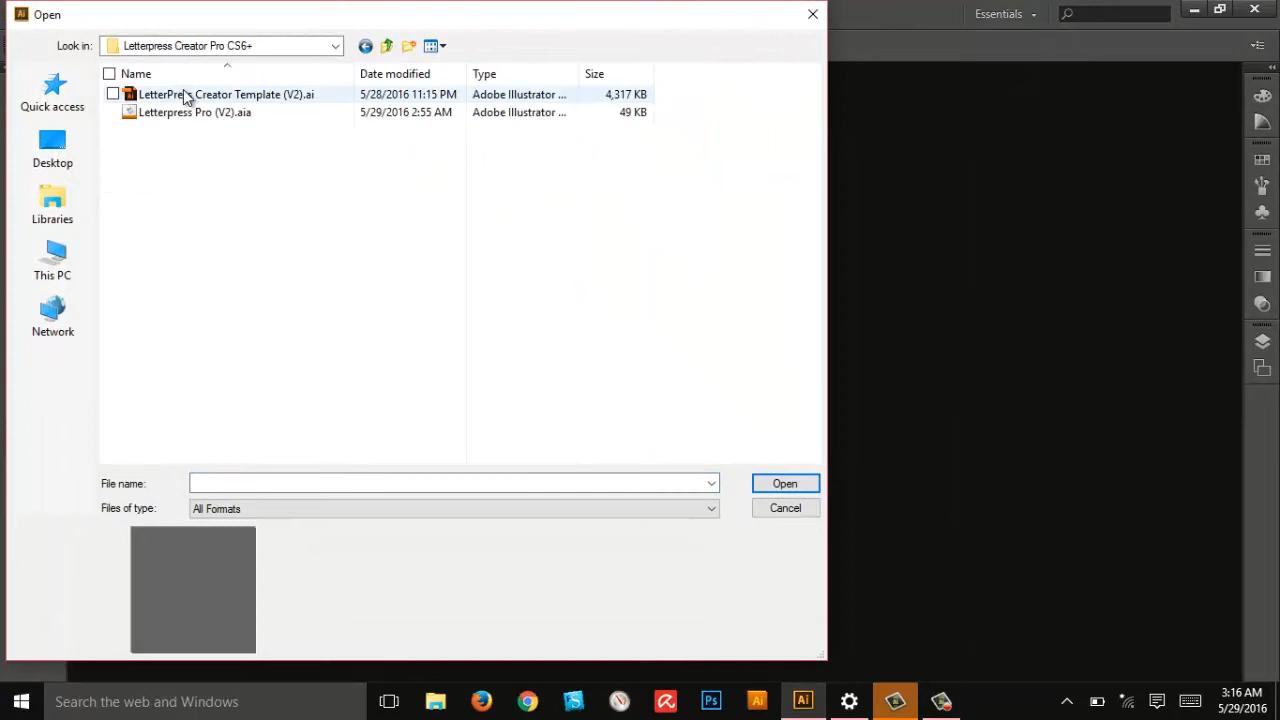 Open
Essentials
Look in:
Letterpress Creator Pro CS6+
Name
Date modified
Type
Size
LetterPress Creator Template (V2).ai
5/28/2016 11:15 PM
Adobe Illustrator ...
4,317 KB
Letterpress Pro (V2).aia
5/29/2016 2:55 AM
Adobe Illustrator ...
49 KB
Quick access
Desktop
Libraries
This PC
Network
File name:
Open
Files of type:
All Formats
Cancel
Search the web and Windows
Ps
Ai
Ai
3:16 AM
5/29/2016